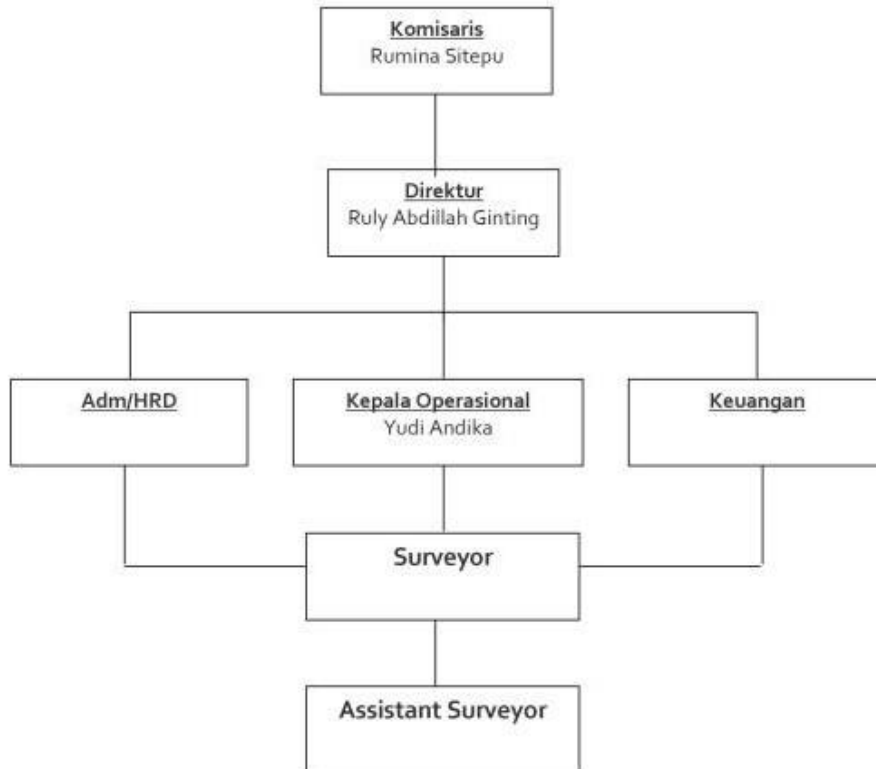 Komisaris
Rumina Sitepu
Direktur
Ruly Abdillah Ginting
Adm/HRD
Kepala Operasional
Yudi Andika
Keuangan
Surveyor
Assistant Surveyor